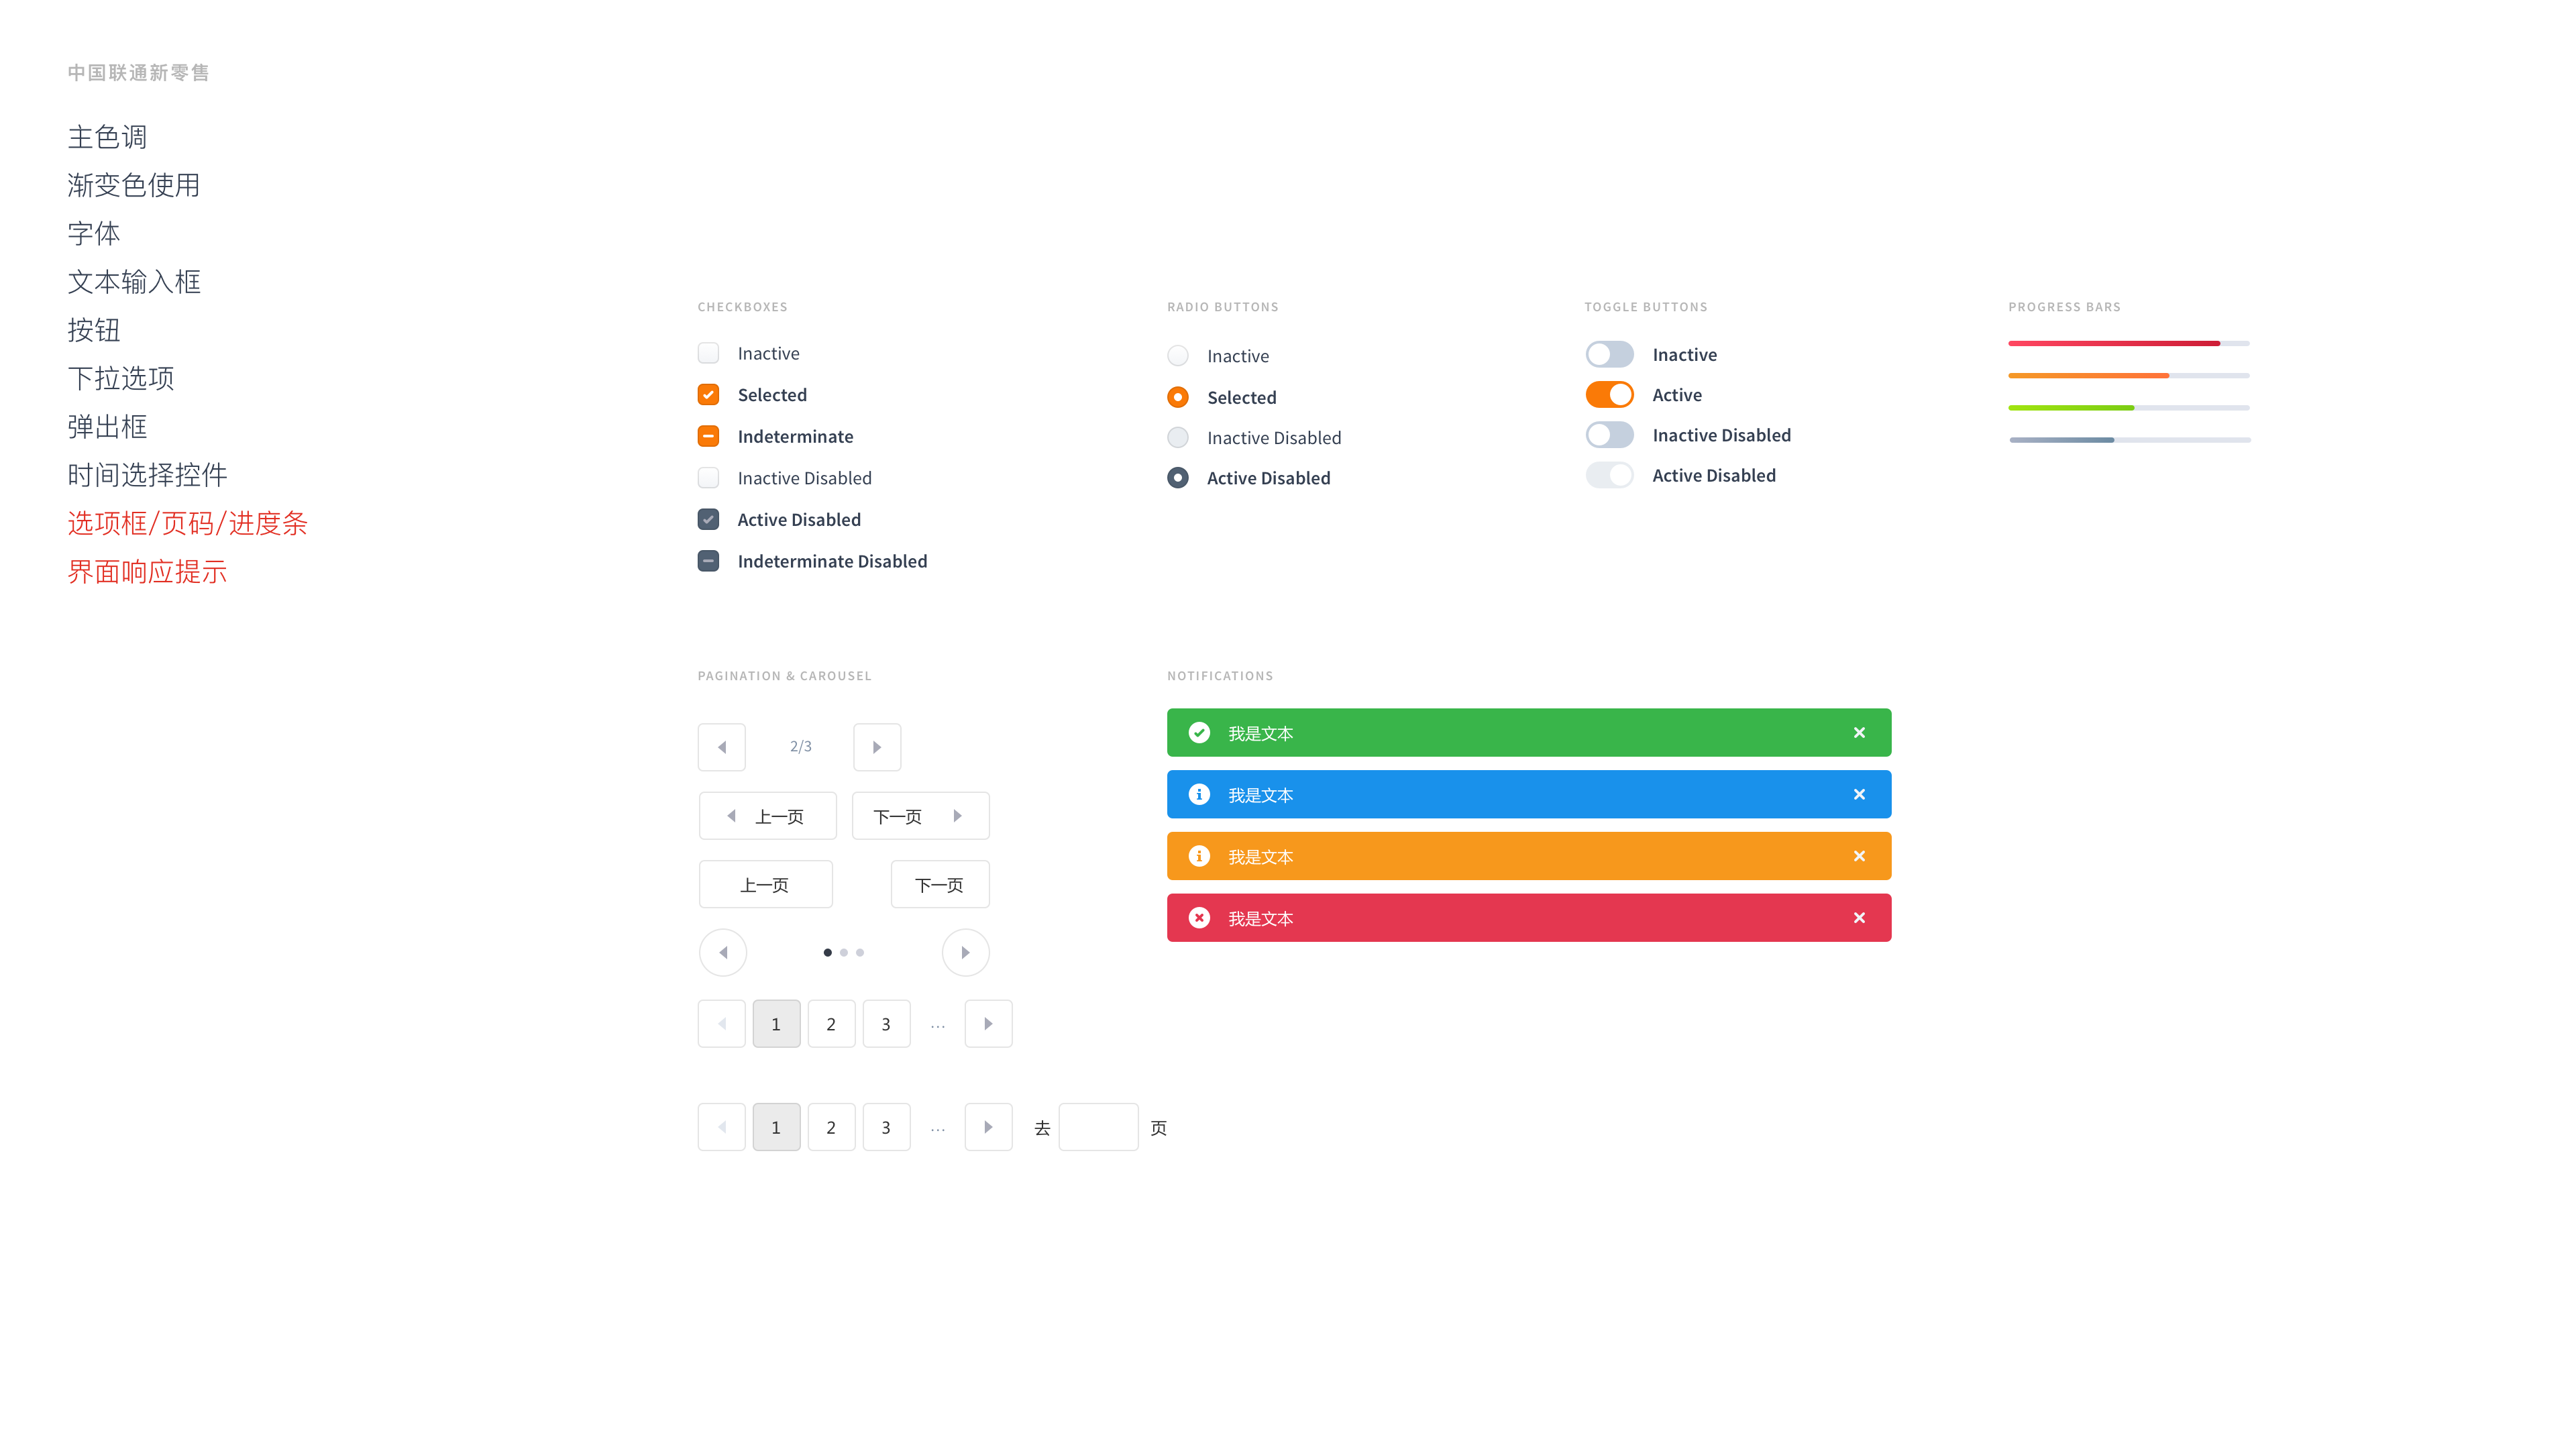 中国联通新零售
主色调
渐变色使用
字体
文本输入框
按钮
下拉选项
弹出框
时间选择控件
选项框/页码/进度条
界面响应提示
CHECKBOXES
Inactive
Selected
Indeterminate
Inactive Disabled
Active Disabled
Indeterminate Disabled
RADIO BUTTONS
Inactive
Selected
Inactive Disabled
Active Disabled
TOGGLE BUTTONS
Inactive
Active
Inactive Disabled
Active Disabled
PROGRESS BARS
PAGINATION & CAROUSEL
2/3
上一页 下一页
上一页 下一页
1 2 3 ...
1 2 3 ... 去 页
NOTIFICATIONS
我是文本
我是文本
我是文本
我是文本